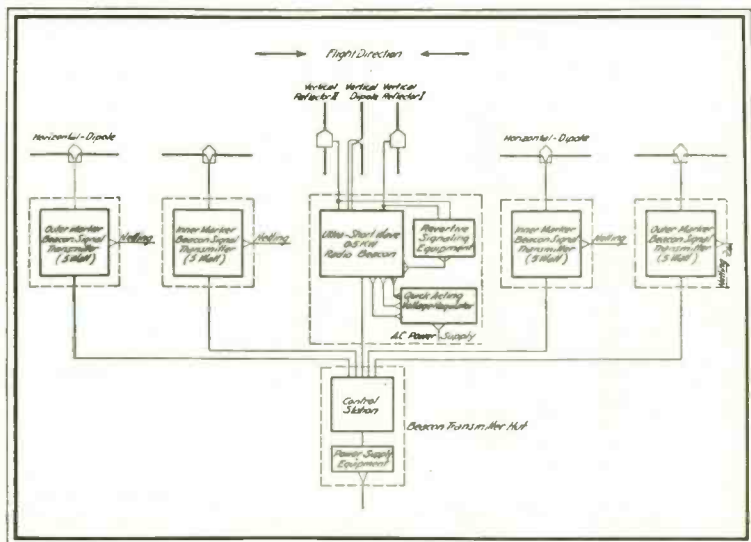 Flight Direction
Vertical
Reflector II
Vertical
Dipole
Vertical
Reflector I
Horizontal-Dipole
Horizontal-Dipole
Outer Marker
Beacon Signal
Transmitter
(5 Watt)
Netting
Inner Marker
Beacon Signal
Transmitter
(5 Watt)
Netting
Ultra-Short Wave
0.5 KW
Radio Beacon
Revertive
Signaling
Equipment
Quick Acting
Voltage Regulator
A.C. Power Supply
Inner Marker
Beacon Signal
Transmitter
(5 Watt)
Netting
Outer Marker
Beacon Signal
Transmitter
(5 Watt)
Netting
Control
Station
Beacon Transmitter Hut
Power Supply
Equipment